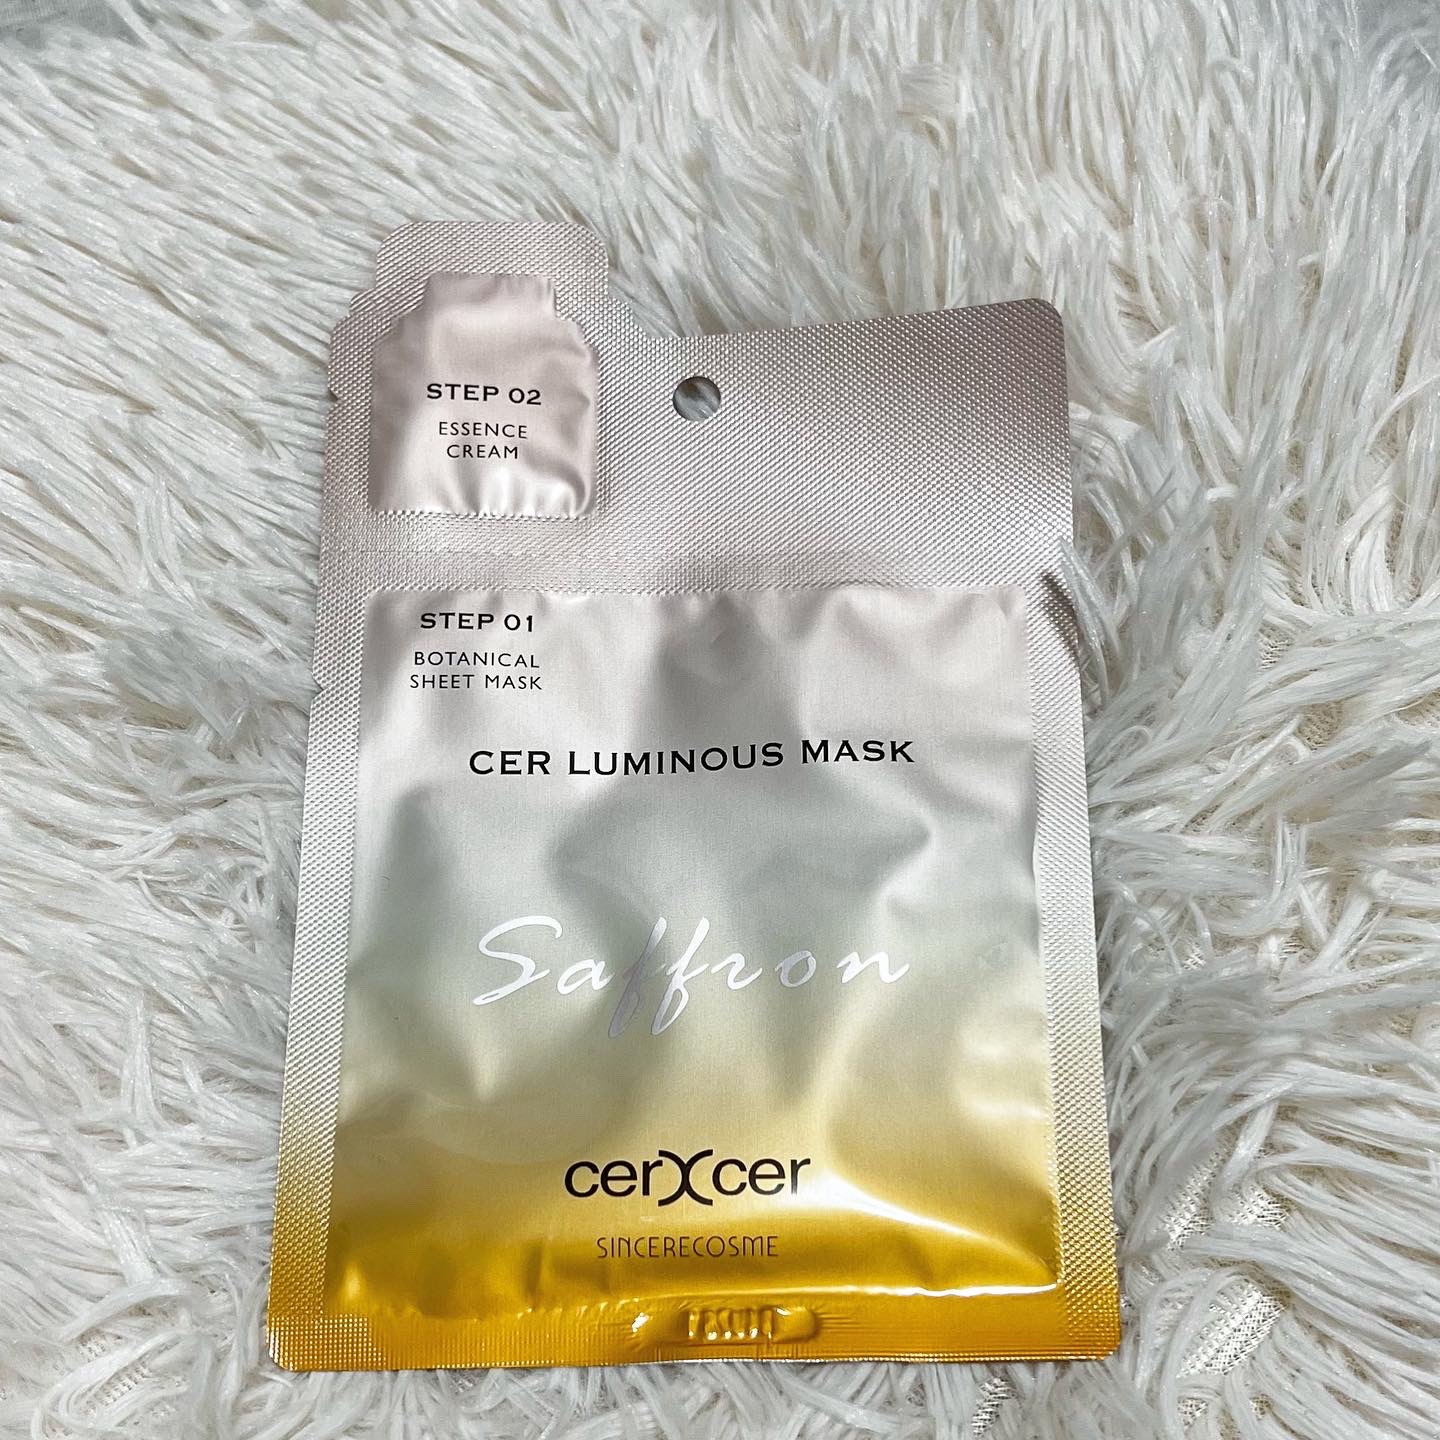 STEP 02
ESSENCE
CREAM
STEP 01
BOTANICAL
SHEET MASK
CER LUMINOUS MASK
Saffron
cerXcer
SINCERECOSME